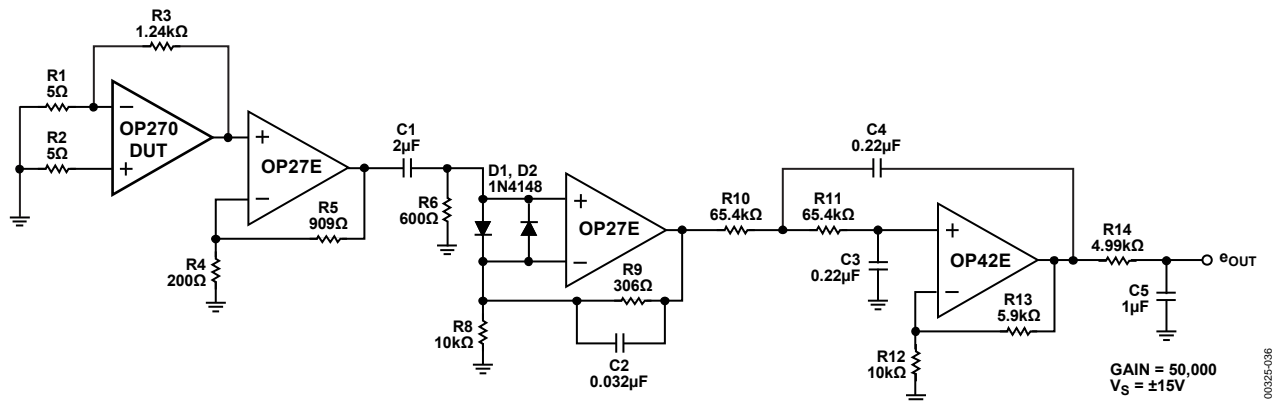 R3
1.24kΩ
R1
5Ω
R2
5Ω
−
+
OP270
DUT
+
−
OP27E
R5
909Ω
R4
200Ω
C1
2µF
R6
600Ω
D1, D2
1N4148
+
−
OP27E
R9
306Ω
R8
10kΩ
C2
0.032µF
R10
65.4kΩ
R11
65.4kΩ
C4
0.22µF
C3
0.22µF
+
−
OP42E
R13
5.9kΩ
R12
10kΩ
R14
4.99kΩ
eOUT
C5
1µF
GAIN = 50,000
VS = ±15V
00325-036